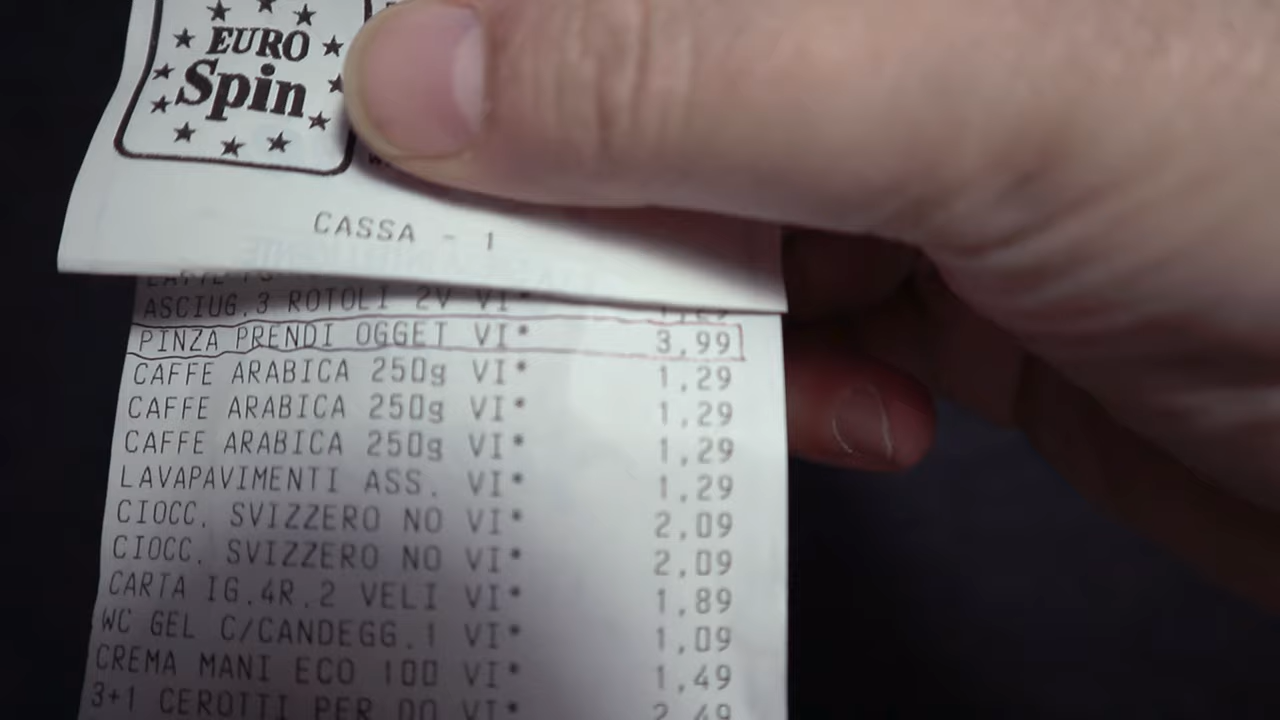 EURO
Spin
CASSA - 1
ASCIUG.3 ROTOLI 2V VI*
PINZA PRENDI OGGET VI* 3,99
CAFFE ARABICA 250g VI* 1,29
CAFFE ARABICA 250g VI* 1,29
CAFFE ARABICA 250g VI* 1,29
LAVAPAVIMENTI ASS. VI* 1,29
CIOCC. SVIZZERO NO VI* 2,09
CIOCC. SVIZZERO NO VI* 2,09
CARTA IG.4R.2 VELI VI* 1,89
WC GEL C/CANDEGG.1 VI* 1,09
CREMA MANI ECO 100 VI* 1,49
3+1 CEROTTI PER DO VI* 2,49